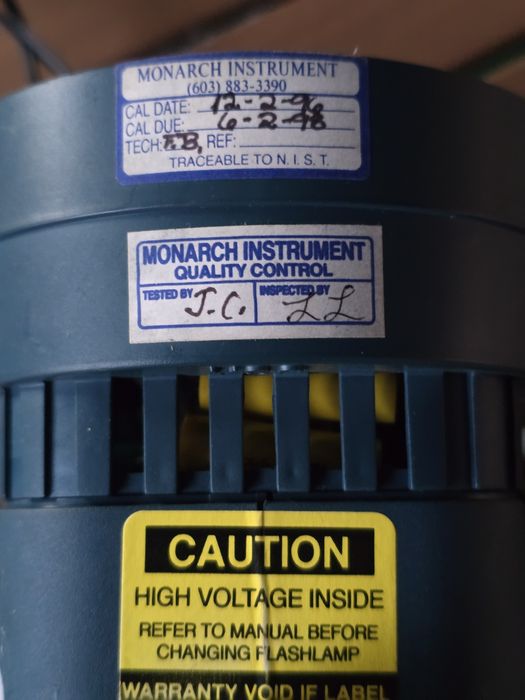 MONARCH INSTRUMENT
(603) 883-3390
CAL DATE: 12-2-96
CAL DUE: 6-2-98
TECH: B, REF:
TRACEABLE TO N.I.S.T.
MONARCH INSTRUMENT
QUALITY CONTROL
TESTED BY J.C. INSPECTED BY LL
CAUTION
HIGH VOLTAGE INSIDE
REFER TO MANUAL BEFORE
CHANGING FLASHLAMP
WARRANTY VOID IF LABEL